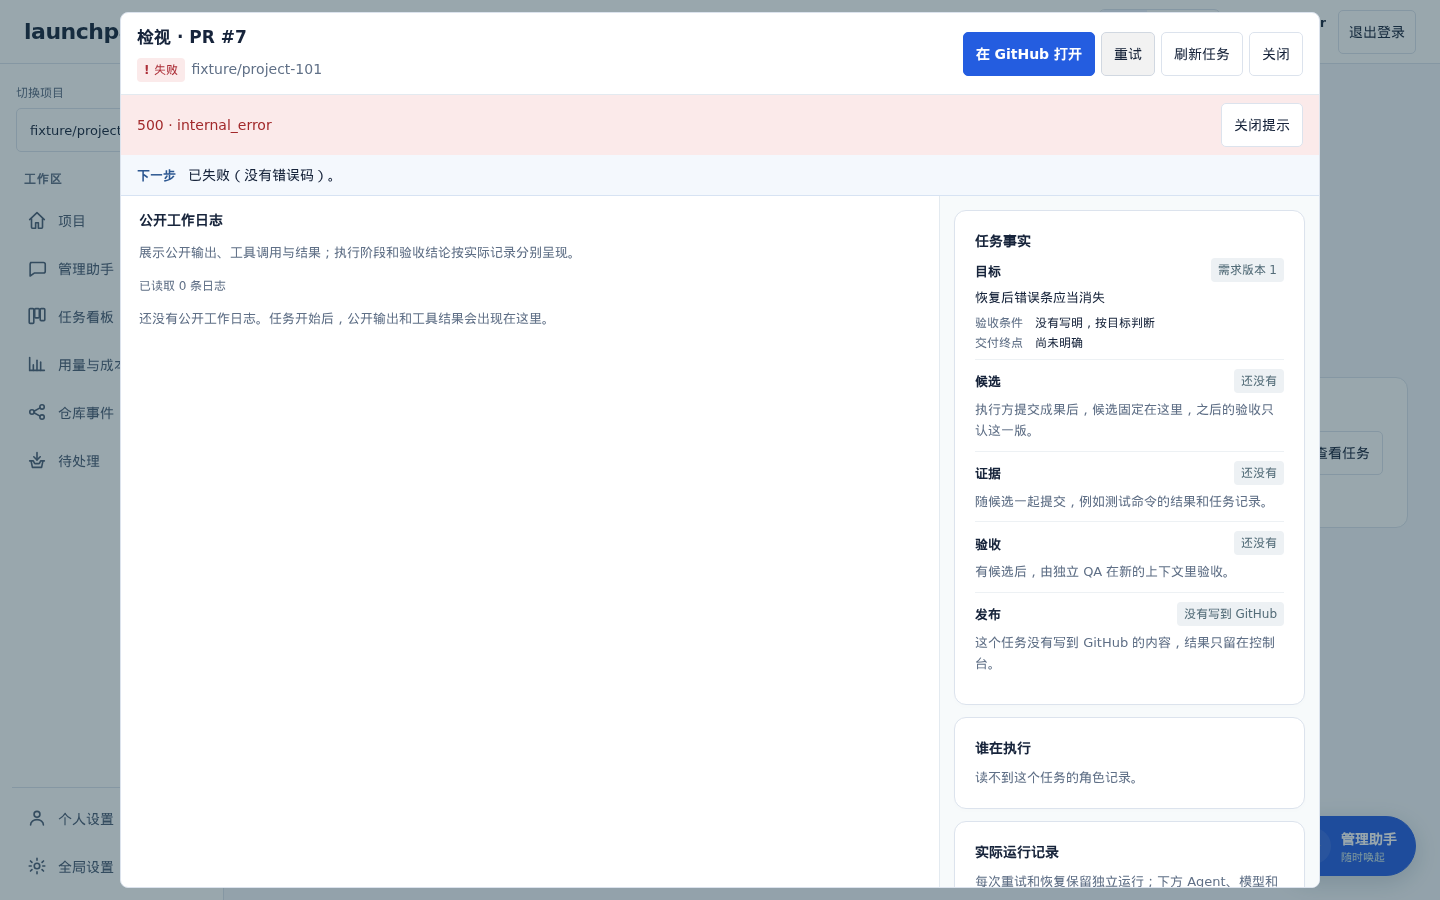 launchp
检视 · PR #7
! 失败
fixture/project-101
在 GitHub 打开
重试
刷新任务
关闭
r
退出登录
500 · internal_error
关闭提示
下一步 已失败（没有错误码）。
切换项目
fixture/project
工作区
项目
管理助手
任务看板
用量与成本
仓库事件
待处理
个人设置
全局设置
公开工作日志
展示公开输出、工具调用与结果；执行阶段和验收结论按实际记录分别呈现。
已读取 0 条日志
还没有公开工作日志。任务开始后，公开输出和工具结果会出现在这里。
任务事实
目标
需求版本 1
恢复后错误条应当消失
验收条件 没有写明，按目标判断
交付终点 尚未明确
候选
还没有
执行方提交成果后，候选固定在这里，之后的验收只
认这一版。
证据
还没有
随候选一起提交，例如测试命令的结果和任务记录。
验收
还没有
有候选后，由独立 QA 在新的上下文里验收。
发布
没有写到 GitHub
这个任务没有写到 GitHub 的内容，结果只留在控制
台。
谁在执行
读不到这个任务的角色记录。
实际运行记录
每次重试和恢复保留独立运行；下方 Agent、模型和
查看任务
管理助手
随时唤起